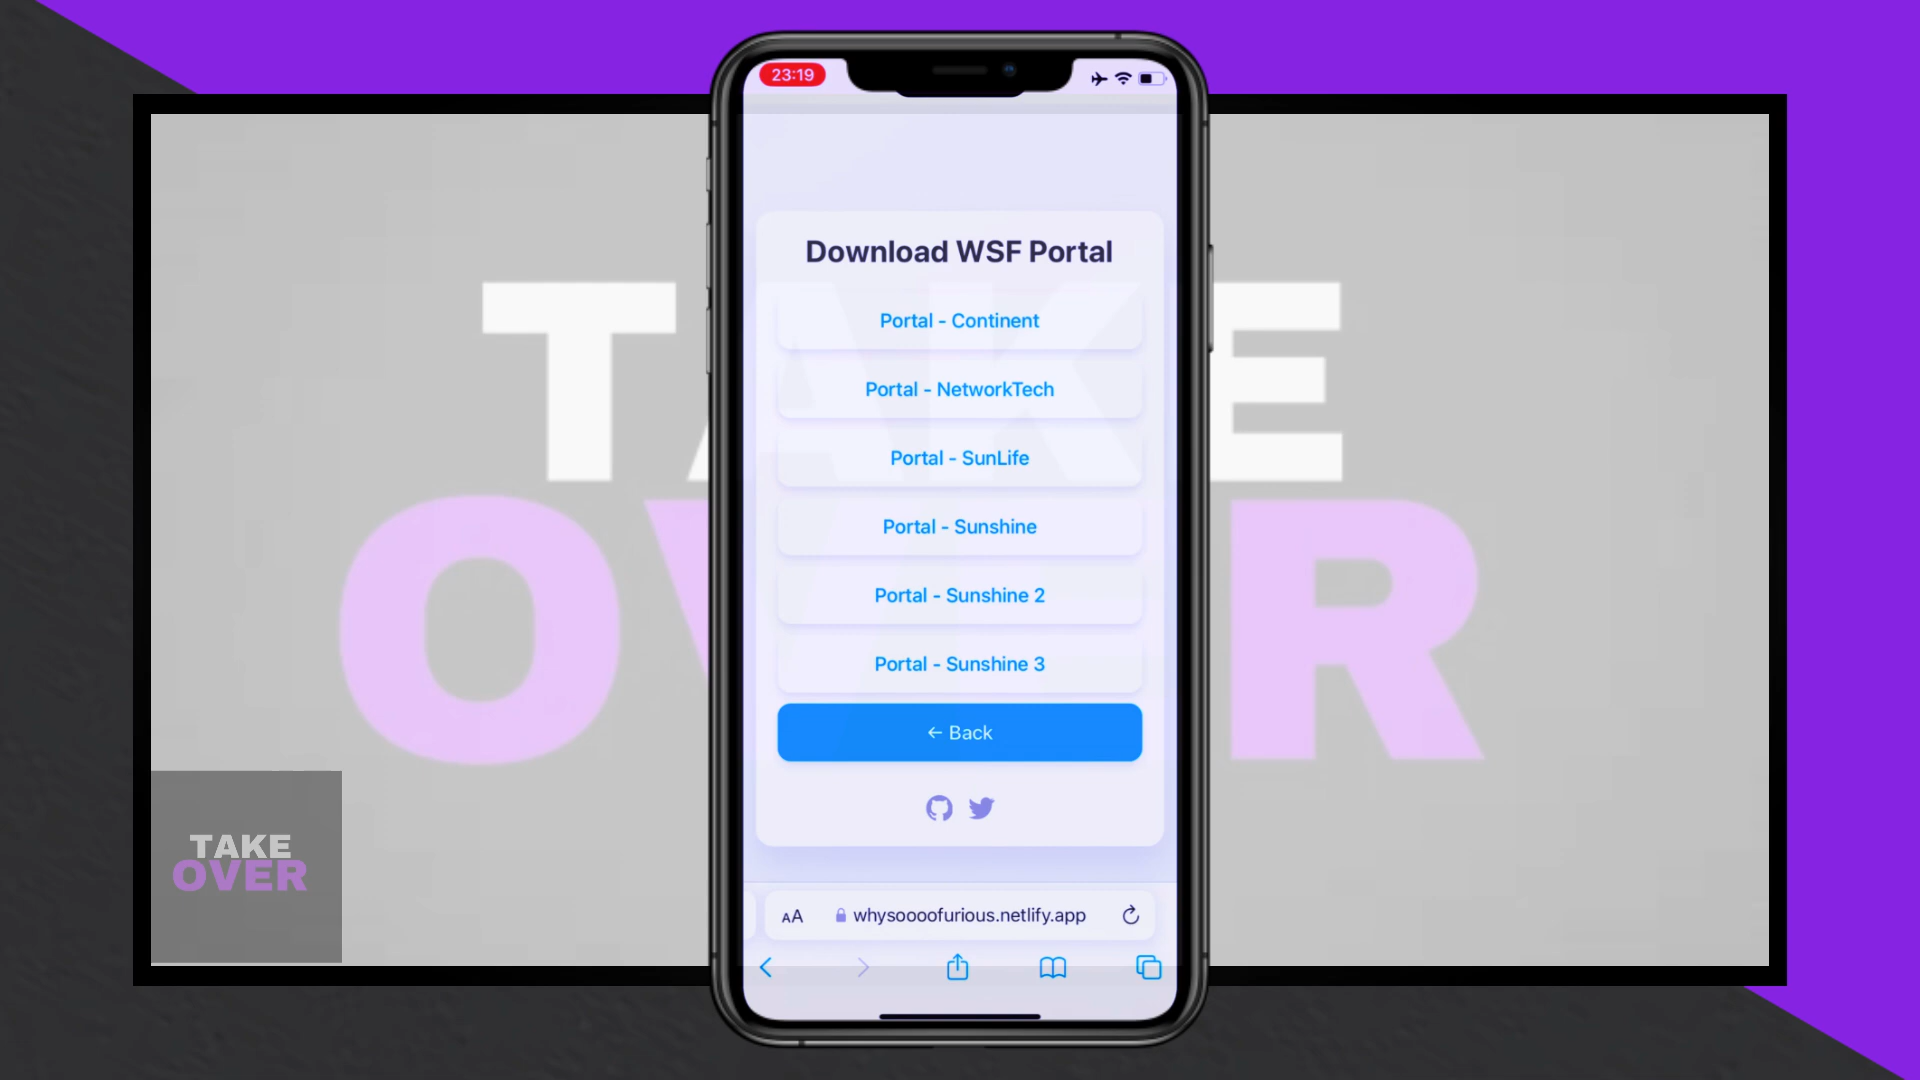 TAKE
OVER
23:19
Download WSF Portal
Portal - Continent
Portal - NetworkTech
Portal - SunLife
Portal - Sunshine
Portal - Sunshine 2
Portal - Sunshine 3
← Back
TAKE
OVER
AA whysoooofurious.netlify.app